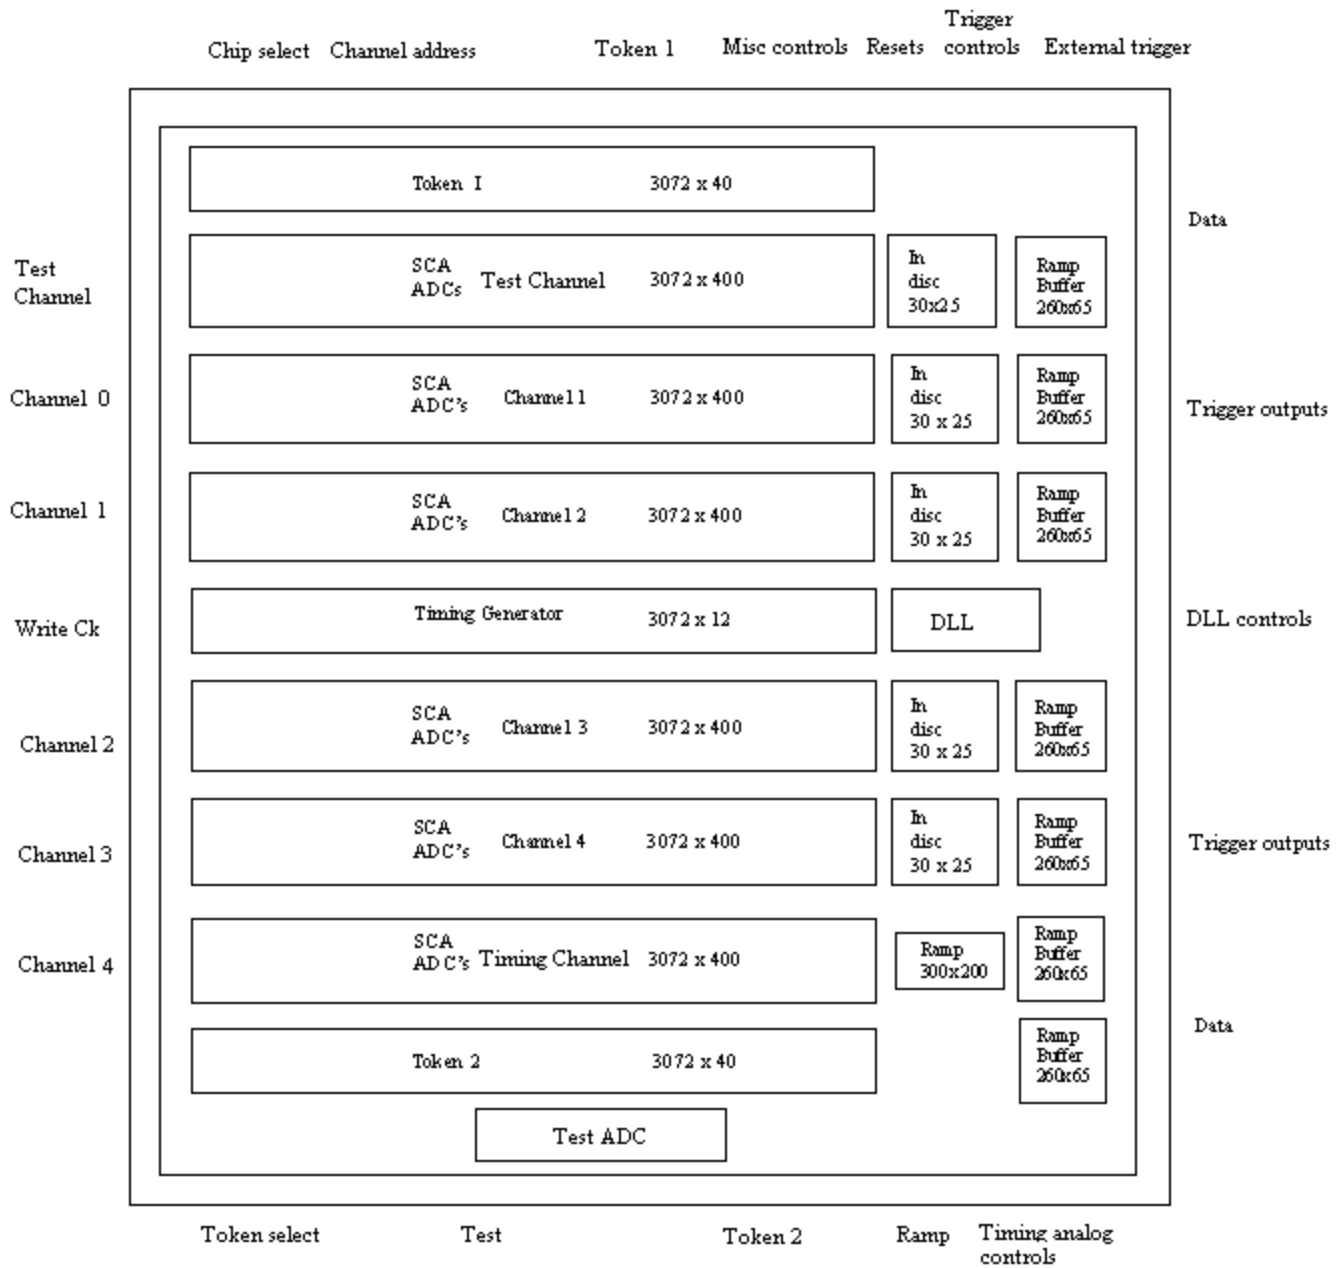 Trigger
Chip select Channel address Token 1 Misc controls Resets controls External trigger
Token I 3072 x 40
Data
Test
Channel
SCA
ADCs Test Channel 3072 x 400
In
disc
30x25
Ramp
Buffer
260x65
Channel 0
SCA
ADC's Channel 1 3072 x 400
In
disc
30 x 25
Ramp
Buffer
260x65
Trigger outputs
Channel 1
SCA
ADC's Channel 2 3072 x 400
In
disc
30 x 25
Ramp
Buffer
260x65
Write Ck
Timing Generator 3072 x 12
DLL
DLL controls
Channel 2
SCA
ADC's Channel 3 3072 x 400
In
disc
30 x 25
Ramp
Buffer
260x65
Channel 3
SCA
ADC's Channel 4 3072 x 400
In
disc
30 x 25
Ramp
Buffer
260x65
Trigger outputs
Channel 4
SCA
ADC's Timing Channel 3072 x 400
Ramp
300x200
Ramp
Buffer
260x65
Data
Token 2 3072 x 40
Ramp
Buffer
260x65
Test ADC
Token select Test Token 2 Ramp Timing analog
controls